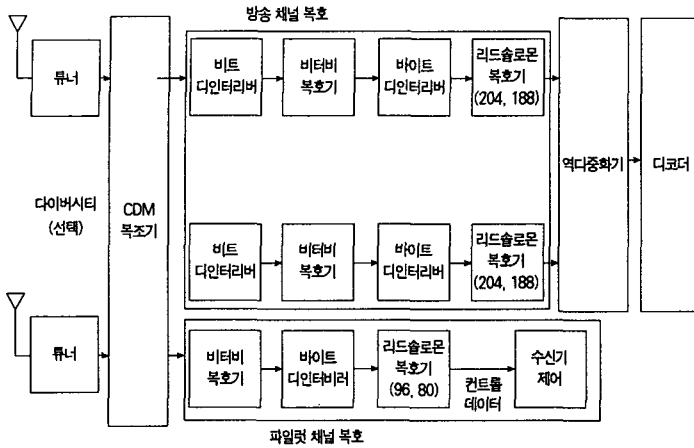 방송 채널 복호
튜너
비트
디인터리버
비터비
복호기
바이트
디인터리버
리드솔로몬
복호기
(204, 188)
다이버시티
(선택)
CDM
목조기
역다중화기
디코더
비트
디인터리버
비터비
복호기
바이트
디인터리버
리드솔로몬
복호기
(204, 188)
튜너
비터비
복호기
바이트
디인터비러
리드솔로몬
복호기
(96, 80)
컨트롤
데이터
수신기
제어
파일럿 채널 복호